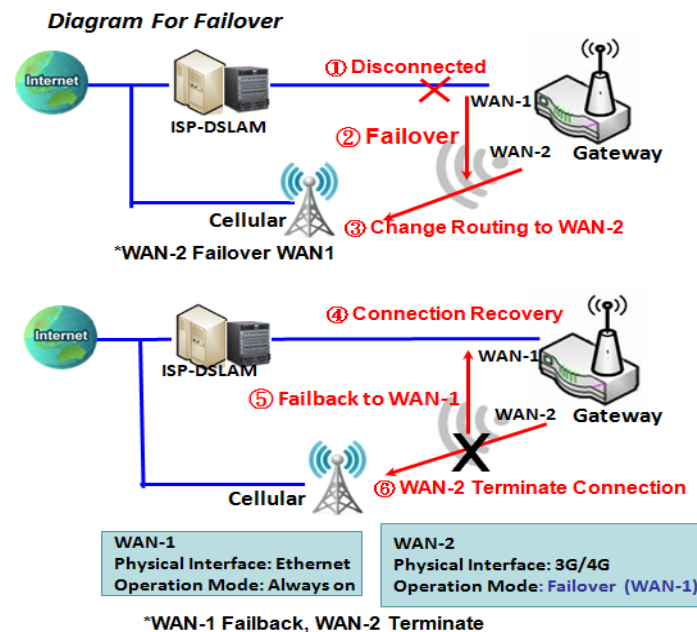 Diagram For Failover
Internet
① Disconnected
WAN-1
ISP-DSLAM
② Failover
WAN-2
Gateway
Cellular
③ Change Routing to WAN-2
*WAN-2 Failover WAN1
④ Connection Recovery
Internet
WAN-1
ISP-DSLAM
⑤ Failback to WAN-1
WAN-2
Gateway
Cellular
⑥ WAN-2 Terminate Connection
WAN-1
Physical Interface: Ethernet
Operation Mode: Always on
WAN-2
Physical Interface: 3G/4G
Operation Mode: Failover (WAN-1)
*WAN-1 Failback, WAN-2 Terminate